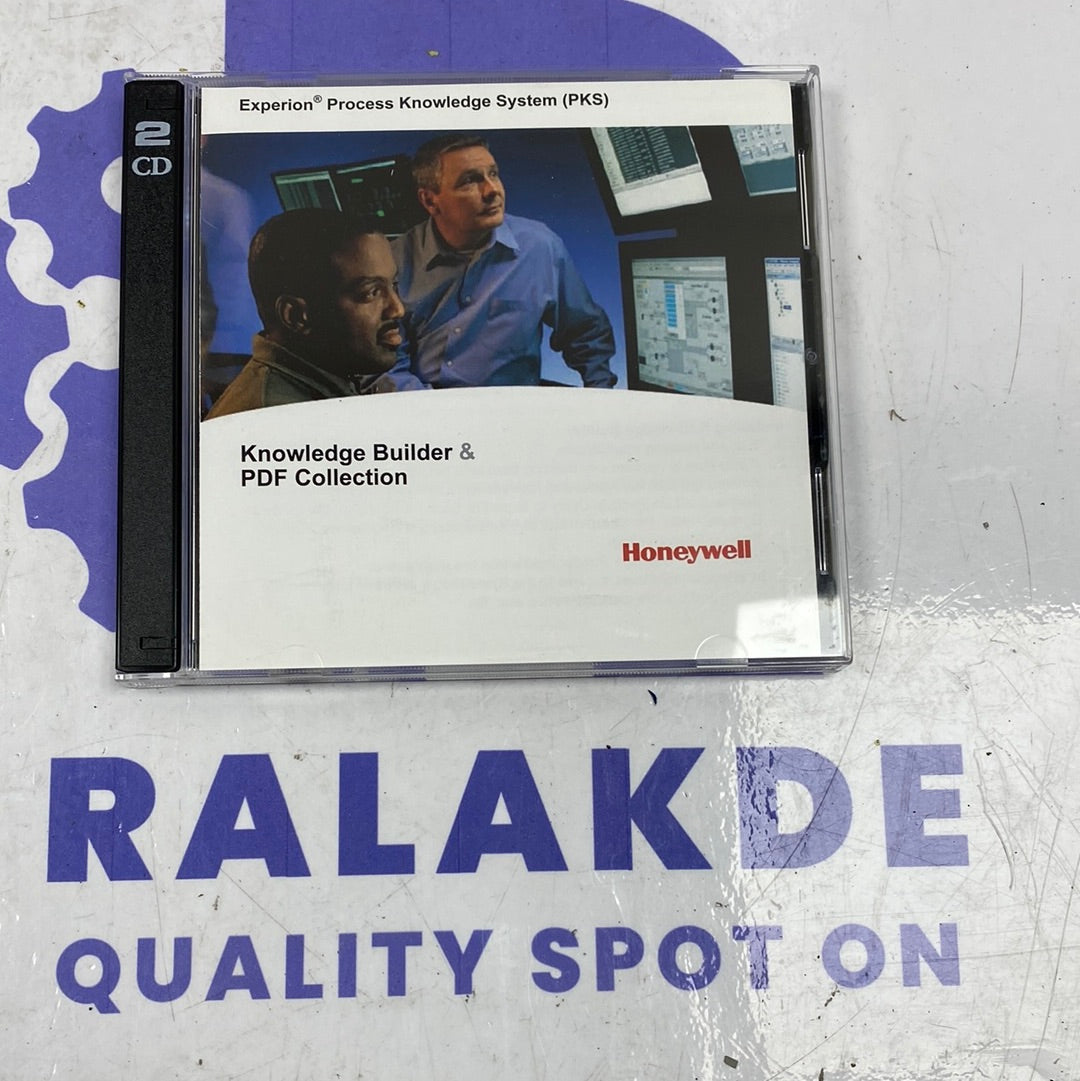 Experion® Process Knowledge System (PKS)
2
CD
Knowledge Builder &
PDF Collection
Honeywell
RALAKDE
QUALITY SPOT ON